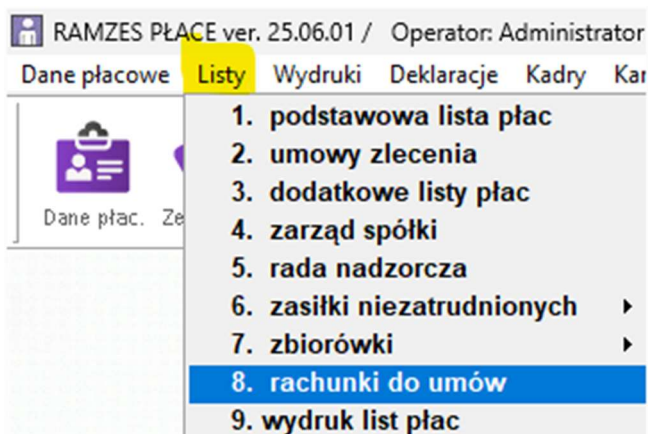 RAMZES PŁACE ver. 25.06.01 / Operator: Administrator
Dane płacowe Listy Wydruki Deklaracje Kadry
1. podstawowa lista płac
2. umowy zlecenia
3. dodatkowe listy płac
Dane płac.
4. zarząd spółki
5. rada nadzorcza
6. zasiłki niezatrudnionych
7. zbiorówki
8. rachunki do umów
9. wydruk list płac